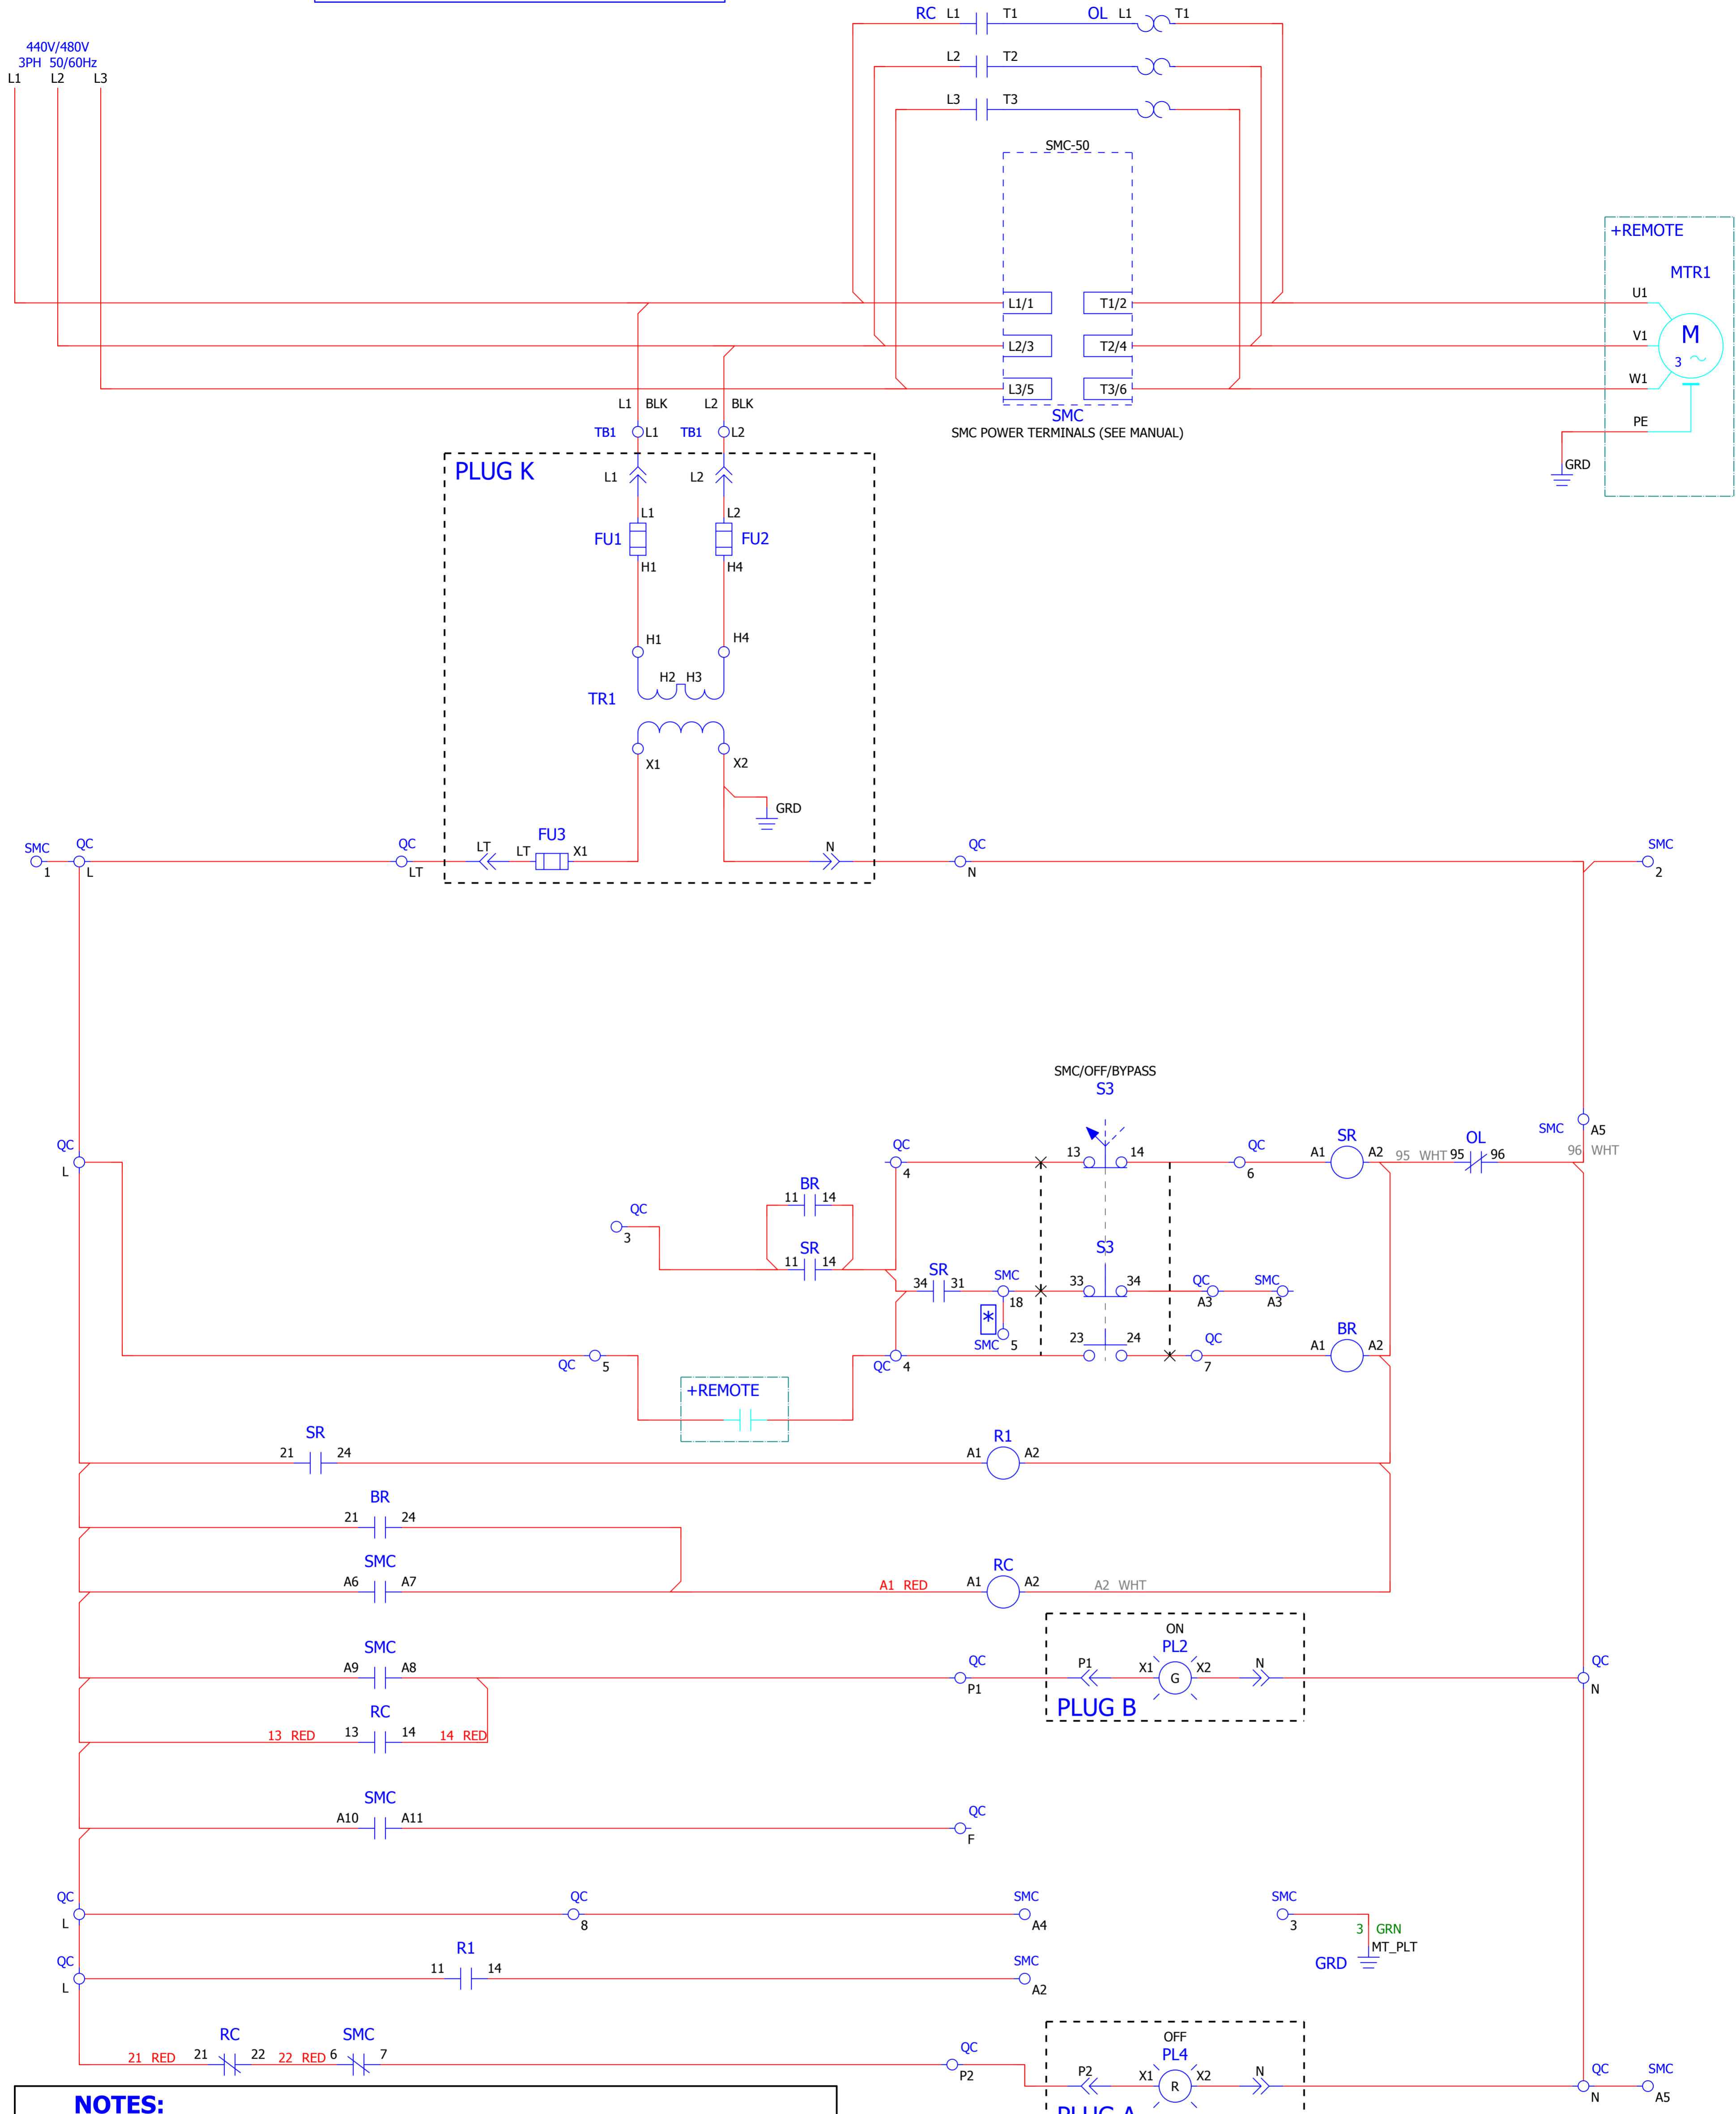 RC L1 T1 OL L1 T1
440V/480V
3PH 50/60Hz
L1 L2 L3
L2 T2
L3 T3
SMC-50
+REMOTE
MTR1
L1/1 T1/2 U1
L2/3 T2/4 V1
M
3
L3/5 T3/6 W1
SMC
SMC POWER TERMINALS (SEE MANUAL)
PE
GRD
L1 BLK L2 BLK
TB1 L1 TB1 L2
PLUG K
L1 L2
L1 L2
FU1 FU2
H1 H4
H1 H4
H2 H3
TR1
X1 X2
GRD
SMC QC QC FU3 QC SMC
LT LT X1 N
1 L LT N 2
SMC/OFF/BYPASS
S3
SMC A5
QC QC 13 14 QC SR OL
A1 A2 95 WHT 95 96 96 WHT
L 4 6
BR
11 14
QC
3
SR S3
11 14
SR SMC QC SMC
34 31 33 34
18 A3 A3
*
SMC 5
23 24 QC BR
A1 A2
QC 5 QC 4 7
+REMOTE
SR R1
21 24 A1 A2
BR
21 24
SMC RC
A6 A7 A1 RED A1 A2 A2 WHT
ON
SMC PL2
A9 A8 QC P1 X1 G X2 N QC
P1 N
PLUG B
RC
13 RED 13 14 14 RED
SMC
A10 A11 QC
F
QC QC SMC SMC
L 8 A4 3
3 GRN
MT_PLT
GRD
QC R1 SMC
11 14
L A2
OFF
RC SMC PL4
21 RED 21 22 22 RED 6 7 QC P2 X1 R X2 N QC SMC
P2 N A5
NOTES:
PLUG A